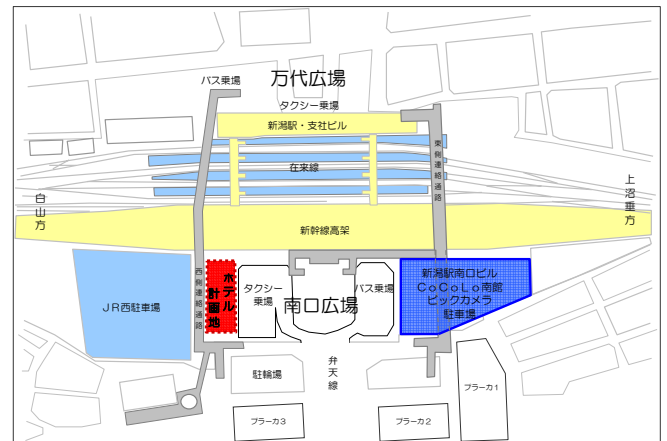 バス乗場
万代広場
タクシー乗場
新潟駅・支社ビル
東側連絡通路
在来線
白山方
上沼垂方
新幹線高架
西側連絡通路
ホテル
計画地
タクシー
乗場
バス乗場
南口広場
新潟駅南口ビル
ＣｏＣｏＬｏ南館
ビックカメラ
駐車場
ＪＲ西駐車場
弁天線
駐輪場
プラーカ1
プラーカ3
プラーカ2